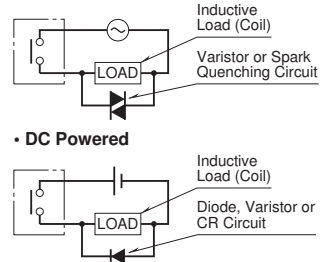 Inductive
Load (Coil)
LOAD
Varistor or Spark
Quenching Circuit
• DC Powered
Inductive
Load (Coil)
LOAD
Diode, Varistor or
CR Circuit